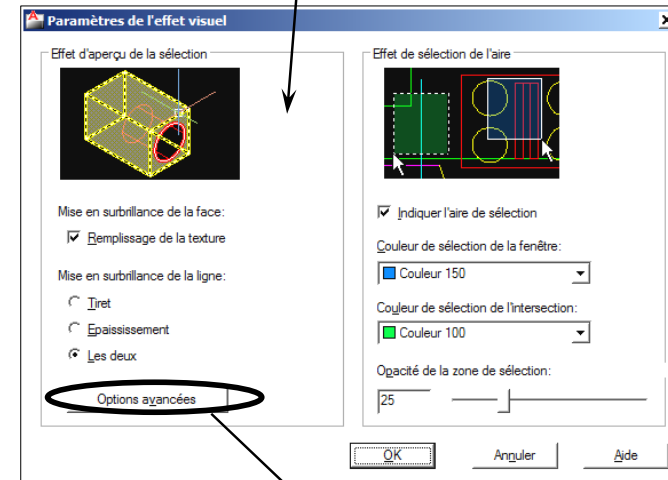 Paramètres de l'effet visuel
Effet d'aperçu de la sélection
Mise en surbrillance de la face:
Remplissage de la texture
Mise en surbrillance de la ligne:
Tiret
Epaississement
Les deux
Options avancées
Effet de sélection de l'aire
Indiquer l'aire de sélection
Couleur de sélection de la fenêtre:
Couleur 150
Couleur de sélection de l'intersection:
Couleur 100
Opacité de la zone de sélection:
25
OK
Annuler
Aide